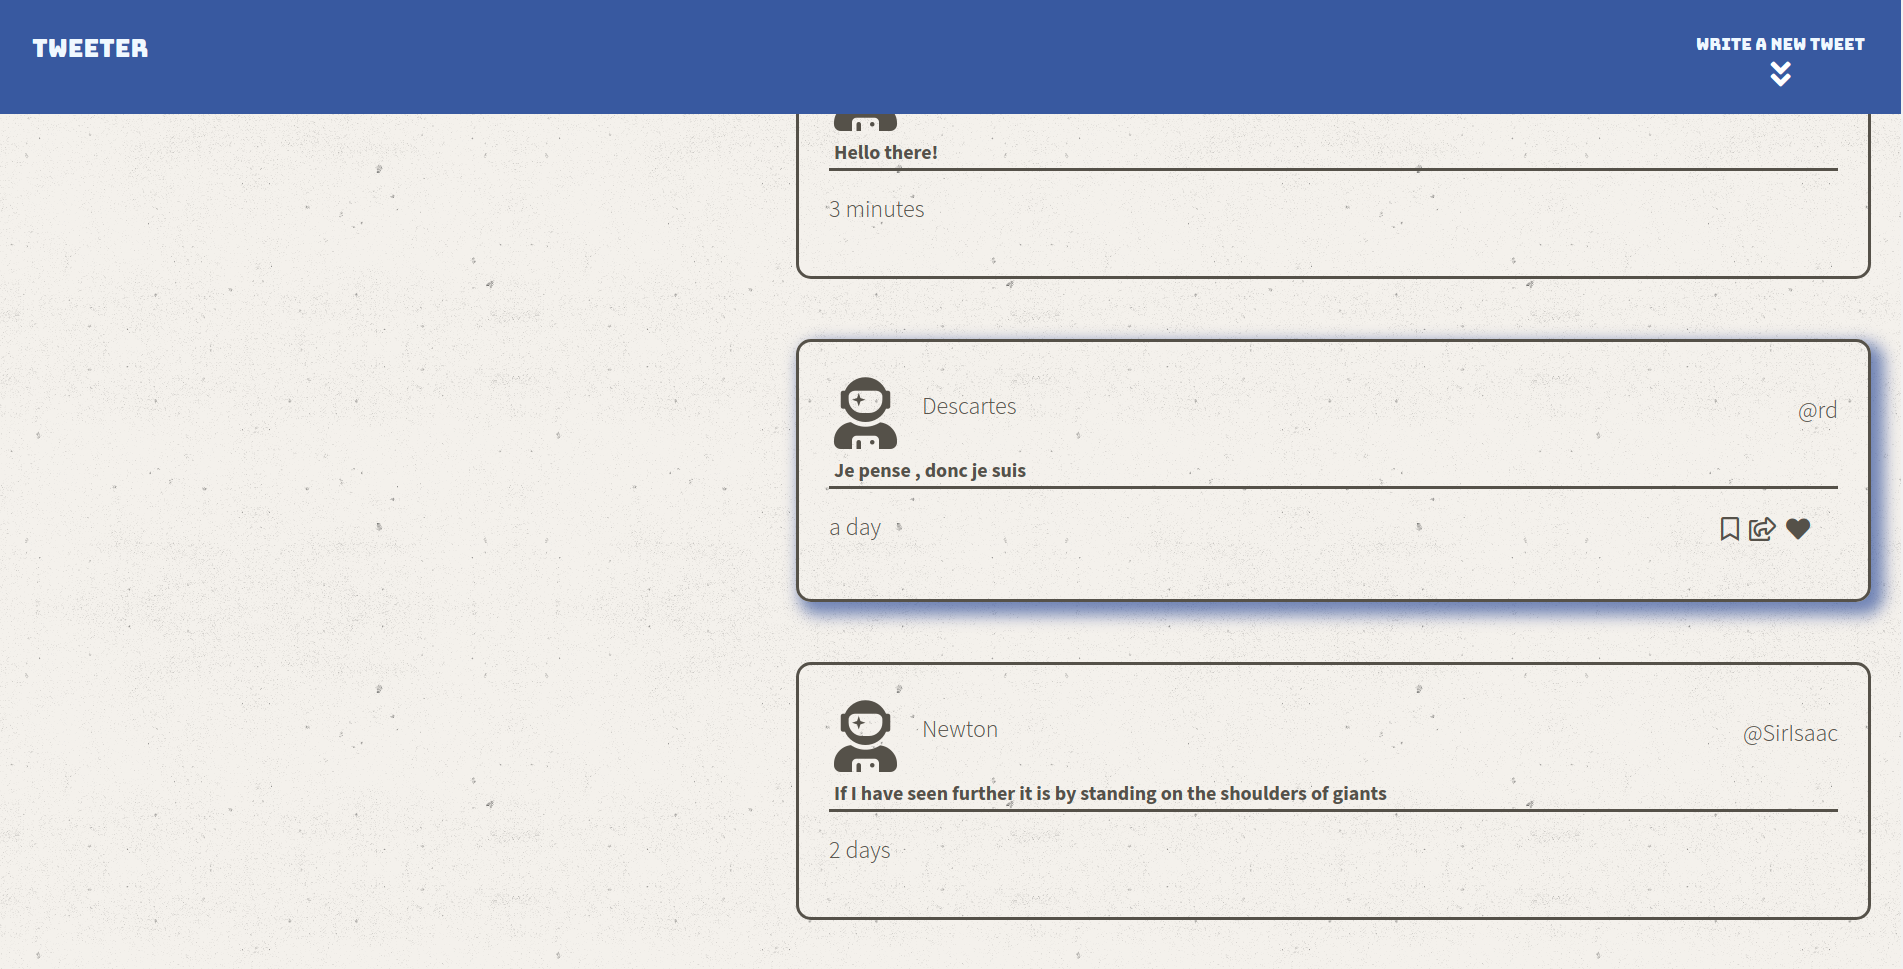 TWEETER
WRITE A NEW TWEET
Hello there!
3 minutes
Descartes
@rd
Je pense , donc je suis
a day
Newton
@SirIsaac
If I have seen further it is by standing on the shoulders of giants
2 days